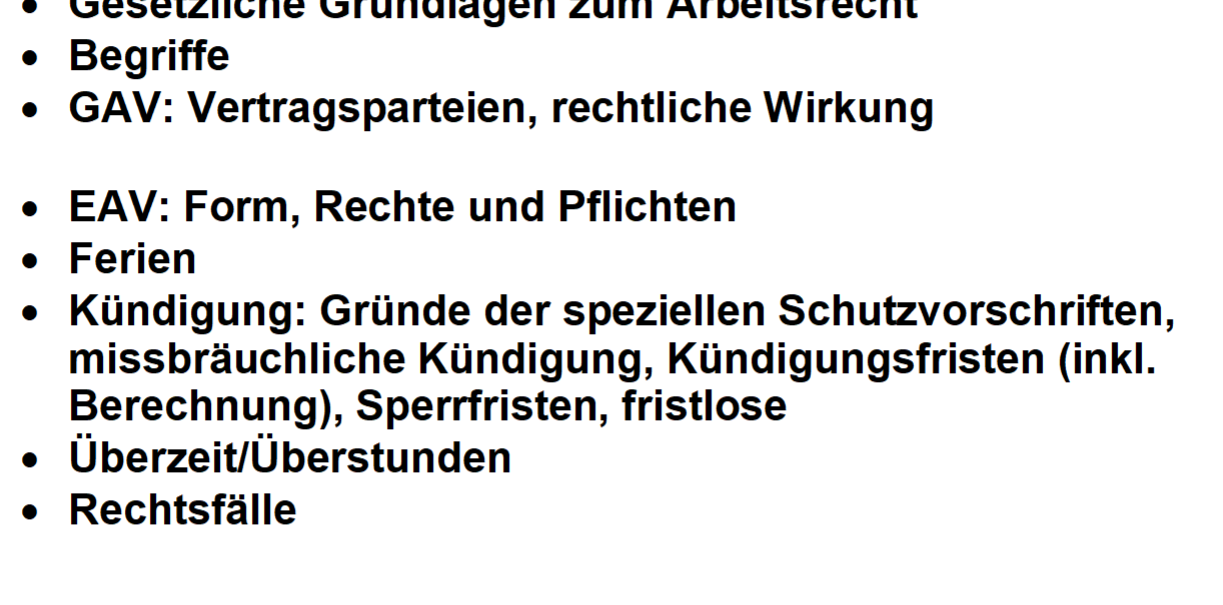 • Gesetzliche Grundlagen zum Arbeitsrecht
• Begriffe
• GAV: Vertragsparteien, rechtliche Wirkung
• EAV: Form, Rechte und Pflichten
• Ferien
• Kündigung: Gründe der speziellen Schutzvorschriften,
missbräuchliche Kündigung, Kündigungsfristen (inkl.
Berechnung), Sperrfristen, fristlose
• Überzeit/Überstunden
• Rechtsfälle